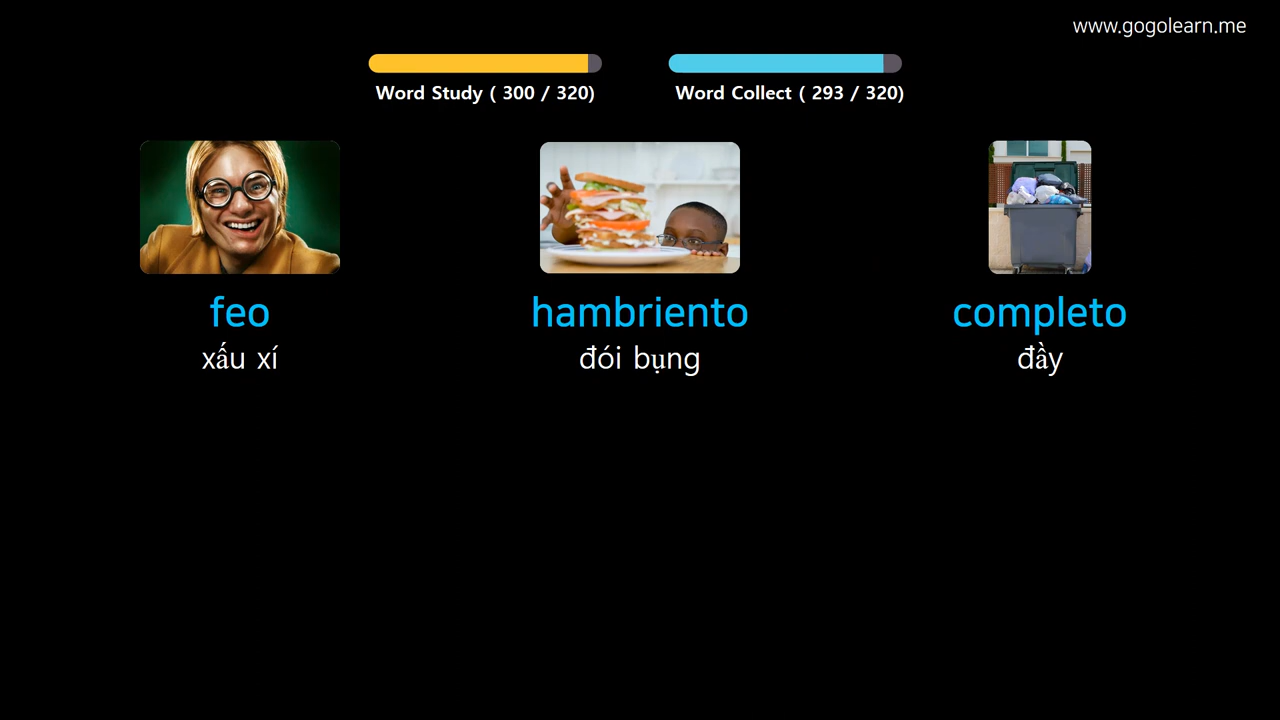 www.gogolearn.me
Word Study ( 300 / 320)
Word Collect ( 293 / 320)
feo
xấu xí
hambriento
đói bụng
completo
đầy